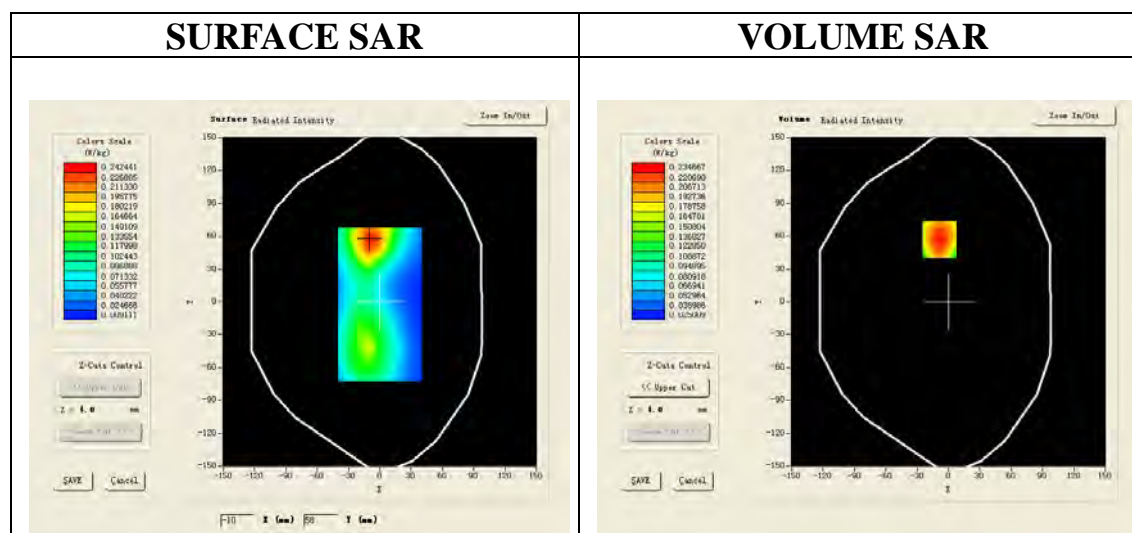 SURFACE SAR
VOLUME SAR
Surface Radiated Intensity
Zoom In/Out
Colors Scale
(W/kg)
0.242441
0.226885
0.211330
0.195775
0.180219
0.164664
0.149109
0.133554
0.117998
0.102443
0.086888
0.071332
0.055777
0.040222
0.024666
0.009111
150
120
90
60
30
0
-30
-60
-90
-120
-150
Y
-150 -120 -90 -60 -30 0 30 60 90 120 150
X
Z-Cuts Control
Z = 4.0 mm
SAVE
Cancel
-10 X (mm) 58 Y (mm)
Volume Radiated Intensity
Zoom In/Out
Colors Scale
(W/kg)
0.234667
0.220690
0.206713
0.192736
0.178758
0.164781
0.150804
0.136827
0.122850
0.108872
0.094895
0.080918
0.066941
0.052964
0.038986
0.025009
150
120
90
60
30
0
-30
-60
-90
-120
-150
Y
-150 -120 -90 -60 -30 0 30 60 90 120 150
X
Z-Cuts Control
<< Upper Cut
Z = 4.0 mm
SAVE
Cancel